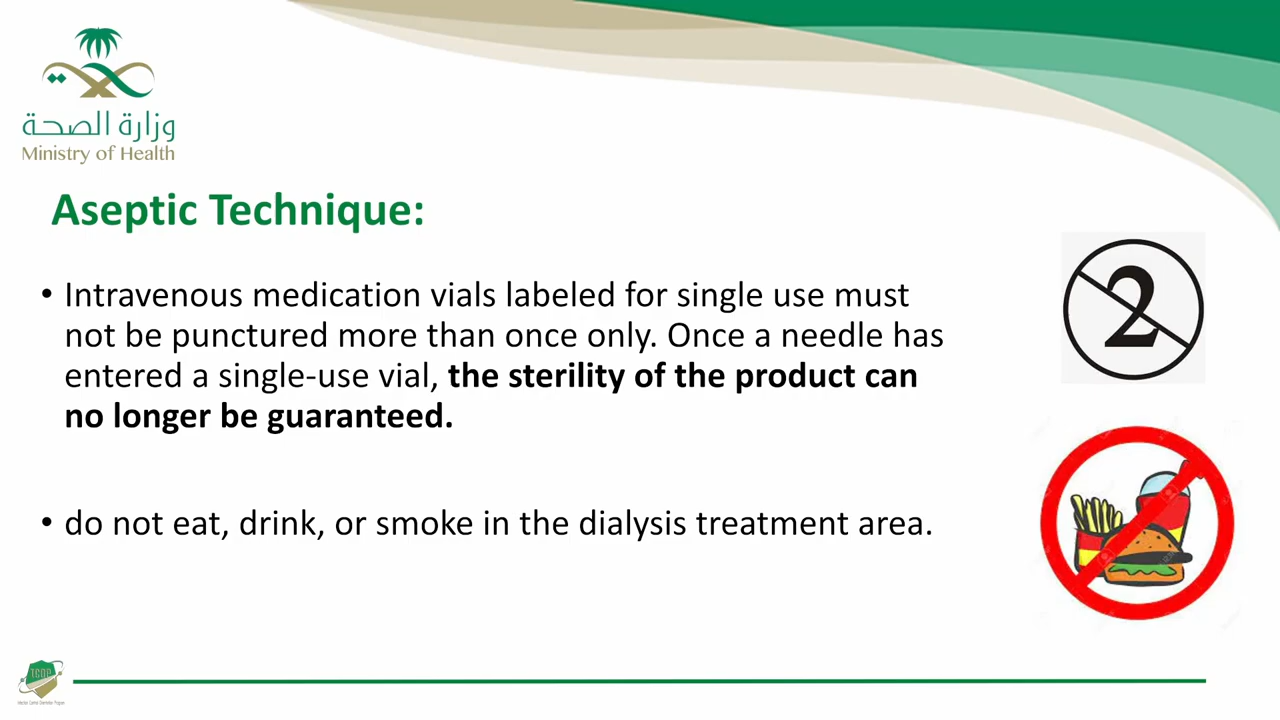 وزارة الصحة
Ministry of Health
Aseptic Technique:
• Intravenous medication vials labeled for single use must
not be punctured more than once only. Once a needle has
entered a single-use vial, the sterility of the product can
no longer be guaranteed.
2
• do not eat, drink, or smoke in the dialysis treatment area.